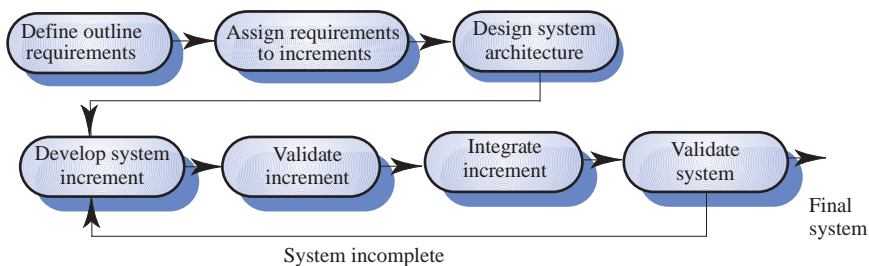 Define outline
requirements
Assign requirements
to increments
Design system
architecture
Develop system
increment
Validate
increment
Integrate
increment
Validate
system
Final
system
System incomplete